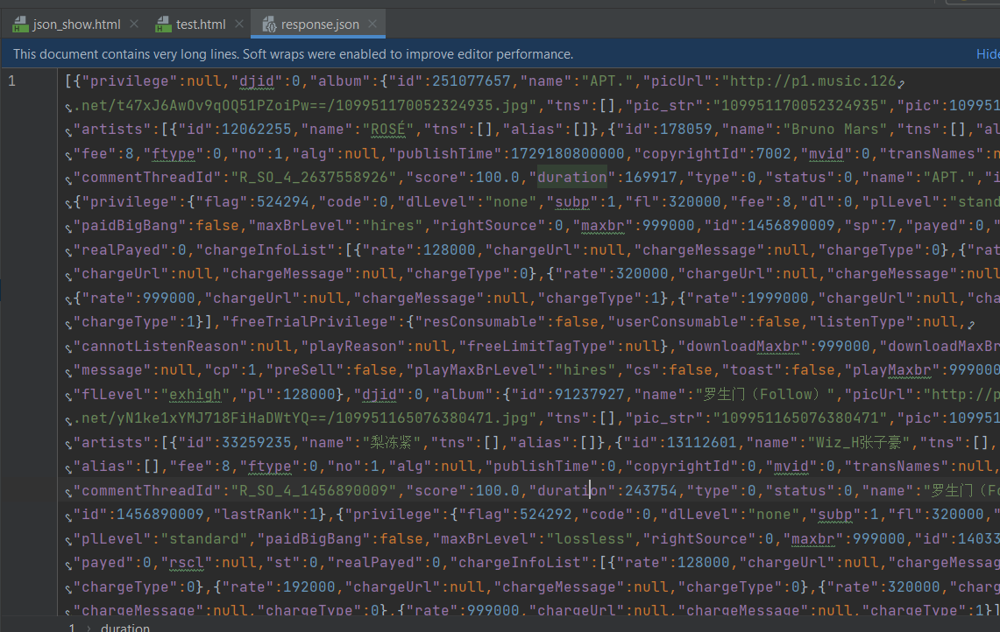 json_show.html
test.html
response.json
This document contains very long lines. Soft wraps were enabled to improve editor performance.
Hide
1
[{"privilege":null,"djid":0,"album":{"id":251077657,"name":"APT.","picUrl":"http://p1.music.126
.net/t47xJ6AwOv9qOQ51PZoiPw==/109951170052324935.jpg","tns":[],"pic_str":"109951170052324935","pic":1099511
"artists":[{"id":12062255,"name":"ROSÉ","tns":[],"alias":[]},{"id":178059,"name":"Bruno Mars","tns":[],"al
"fee":8,"ftype":0,"no":1,"alg":null,"publishTime":1729180800000,"copyrightId":7002,"mvid":0,"transNames":n
"commentThreadId":"R_SO_4_2637558926","score":100.0,"duration":169917,"type":0,"status":0,"name":"APT.","i
{"privilege":{"flag":524294,"code":0,"dlLevel":"none","subp":1,"fl":320000,"fee":8,"dl":0,"plLevel":"stand
"paidBigBang":false,"maxBrLevel":"hires","rightSource":0,"maxbr":999000,"id":1456890009,"sp":7,"payed":0,"
"realPayed":0,"chargeInfoList":[{"rate":128000,"chargeUrl":null,"chargeMessage":null,"chargeType":0},{"rat
"chargeUrl":null,"chargeMessage":null,"chargeType":0},{"rate":320000,"chargeUrl":null,"chargeMessage":null
{"rate":999000,"chargeUrl":null,"chargeMessage":null,"chargeType":1},{"rate":1999000,"chargeUrl":null,"cha
"chargeType":1}],"freeTrialPrivilege":{"resConsumable":false,"userConsumable":false,"listenType":null,
"cannotListenReason":null,"playReason":null,"freeLimitTagType":null},"downloadMaxbr":999000,"downloadMaxBr
"message":null,"cp":1,"preSell":false,"playMaxBrLevel":"hires","cs":false,"toast":false,"playMaxbr":999000
"flLevel":"exhigh","pl":128000},"djid":0,"album":{"id":91237927,"name":"罗生门（Follow） ","picUrl":"http://p
.net/yN1ke1xYMJ718FiHaDWtYQ==/109951165076380471.jpg","tns":[],"pic_str":"109951165076380471","pic":109951
"artists":[{"id":33259235,"name":"梨冻紧","tns":[],"alias":[]},{"id":13112601,"name":"Wiz_H张子豪","tns":[],
"alias":[],"fee":8,"ftype":0,"no":1,"alg":null,"publishTime":0,"copyrightId":0,"mvid":0,"transNames":null,
"commentThreadId":"R_SO_4_1456890009","score":100.0,"duration":243754,"type":0,"status":0,"name":"罗生门（Fo
"id":1456890009,"lastRank":1},{"privilege":{"flag":524292,"code":0,"dlLevel":"none","subp":1,"fl":320000,
"plLevel":"standard","paidBigBang":false,"maxBrLevel":"lossless","rightSource":0,"maxbr":999000,"id":14033
"payed":0,"rscl":null,"st":0,"realPayed":0,"chargeInfoList":[{"rate":128000,"chargeUrl":null,"chargeMessag
"chargeType":0},{"rate":192000,"chargeUrl":null,"chargeMessage":null,"chargeType":0},{"rate":320000,"charg
"chargeMessage":null,"chargeType":0},{"rate":999000,"chargeUrl":null,"chargeMessage":null,"chargeType":1}]
1 › duration